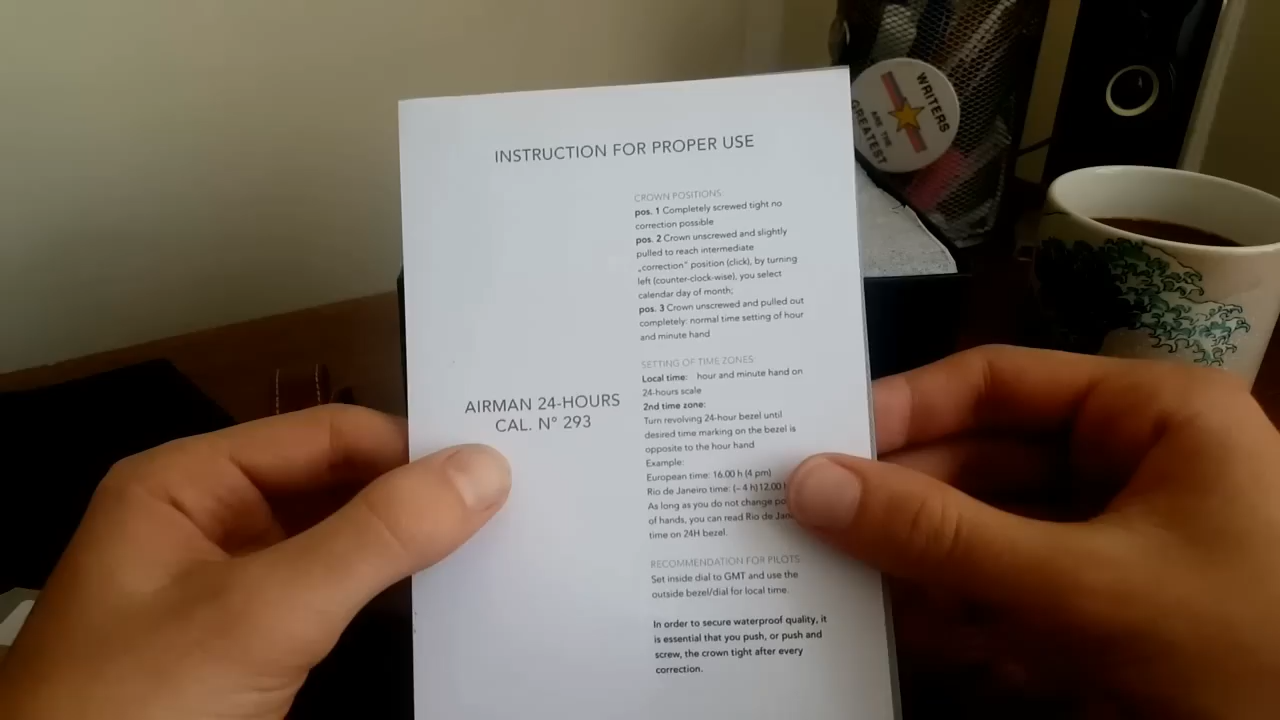 INSTRUCTION FOR PROPER USE
CROWN POSITIONS
pos. 1 Completely screwed tight no
correction possible
pos. 2 Crown unscrewed and slightly
pulled to reach intermediate
„correction" position (click), by turning
left (counter-clock-wise), you select
calendar day of month;
pos. 3 Crown unscrewed and pulled out
completely: normal time setting of hour
and minute hand
SETTING OF TIME ZONES
Local time: hour and minute hand on
24-hours scale
2nd time zone:
Turn revolving 24-hour bezel until
desired time marking on the bezel is
opposite to the hour hand
Example:
European time: 16.00 h (4 pm)
Rio de Janeiro time: (– 4 h) 12.00
As long as you do not change
of hands, you can read Rio de
time on 24H bezel.
RECOMMENDATION FOR PILOTS
Set inside dial to GMT and use the
outside bezel/dial for local time.
In order to secure waterproof quality, it
is essential that you push, or push and
screw, the crown tight after every
correction.
AIRMAN 24-HOURS
CAL. N° 293
WRITERS
ARE THE
GREATEST